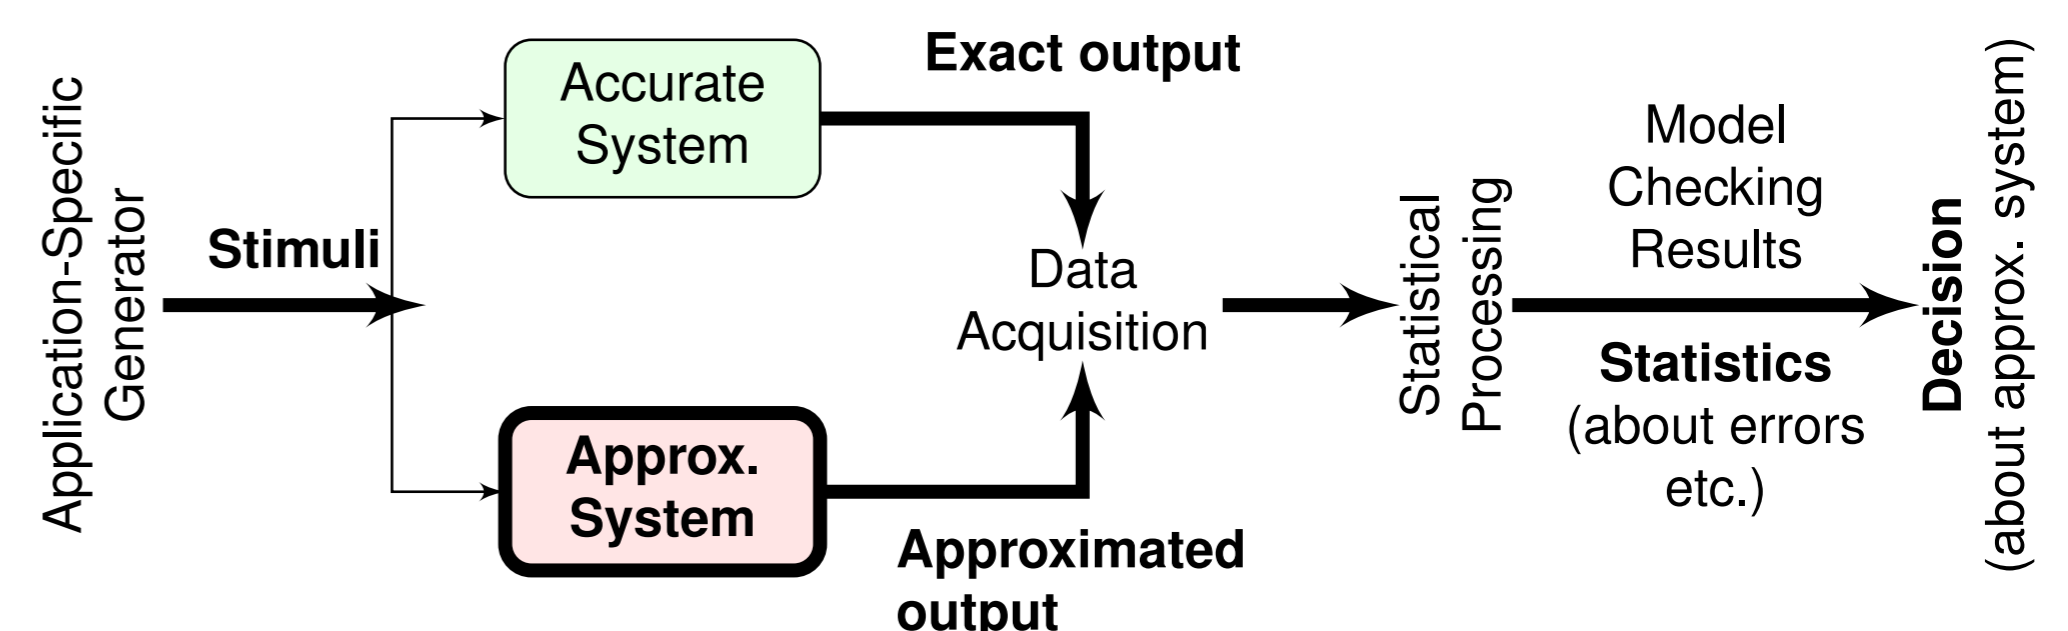 Application-Specific
Generator
Stimuli
Accurate
System
Approx.
System
Exact output
Approximated
output
Data
Acquisition
Statistical
Processing
Model
Checking
Results
Statistics
(about errors
etc.)
Decision
(about approx. system)